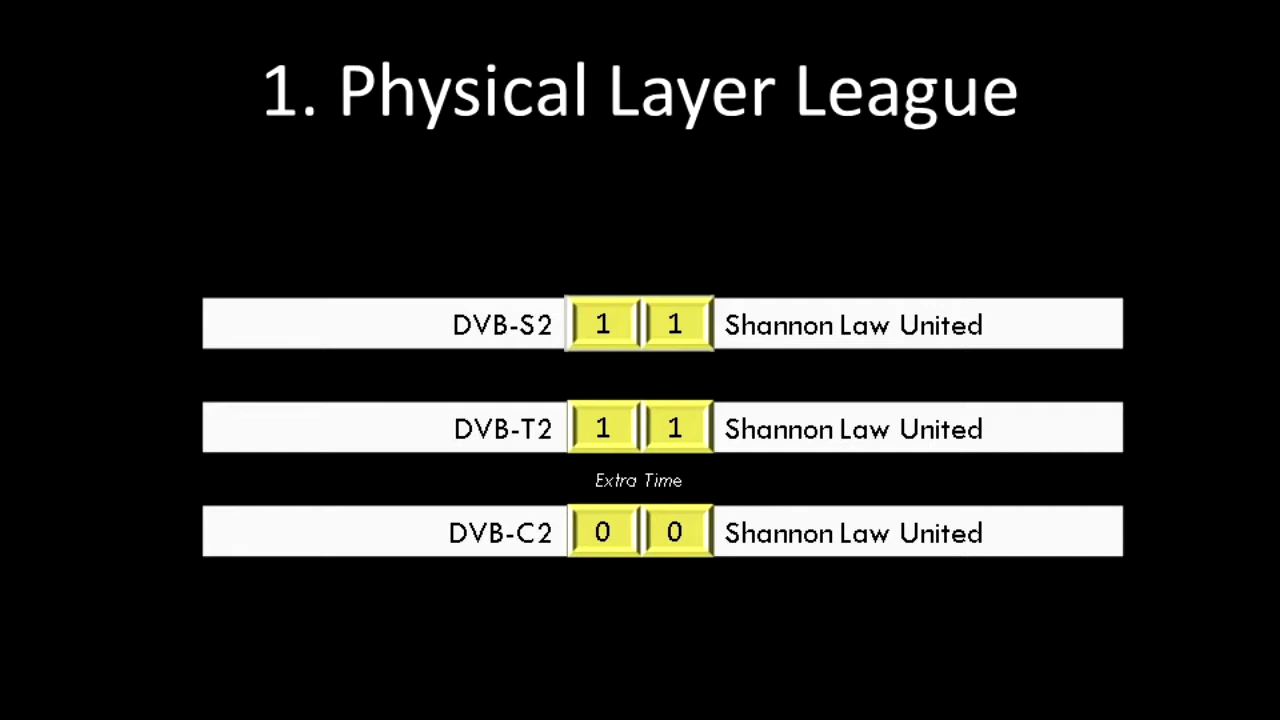 1. Physical Layer League
DVB-S2 1 1 Shannon Law United
DVB-T2 1 1 Shannon Law United
Extra Time
DVB-C2 0 0 Shannon Law United